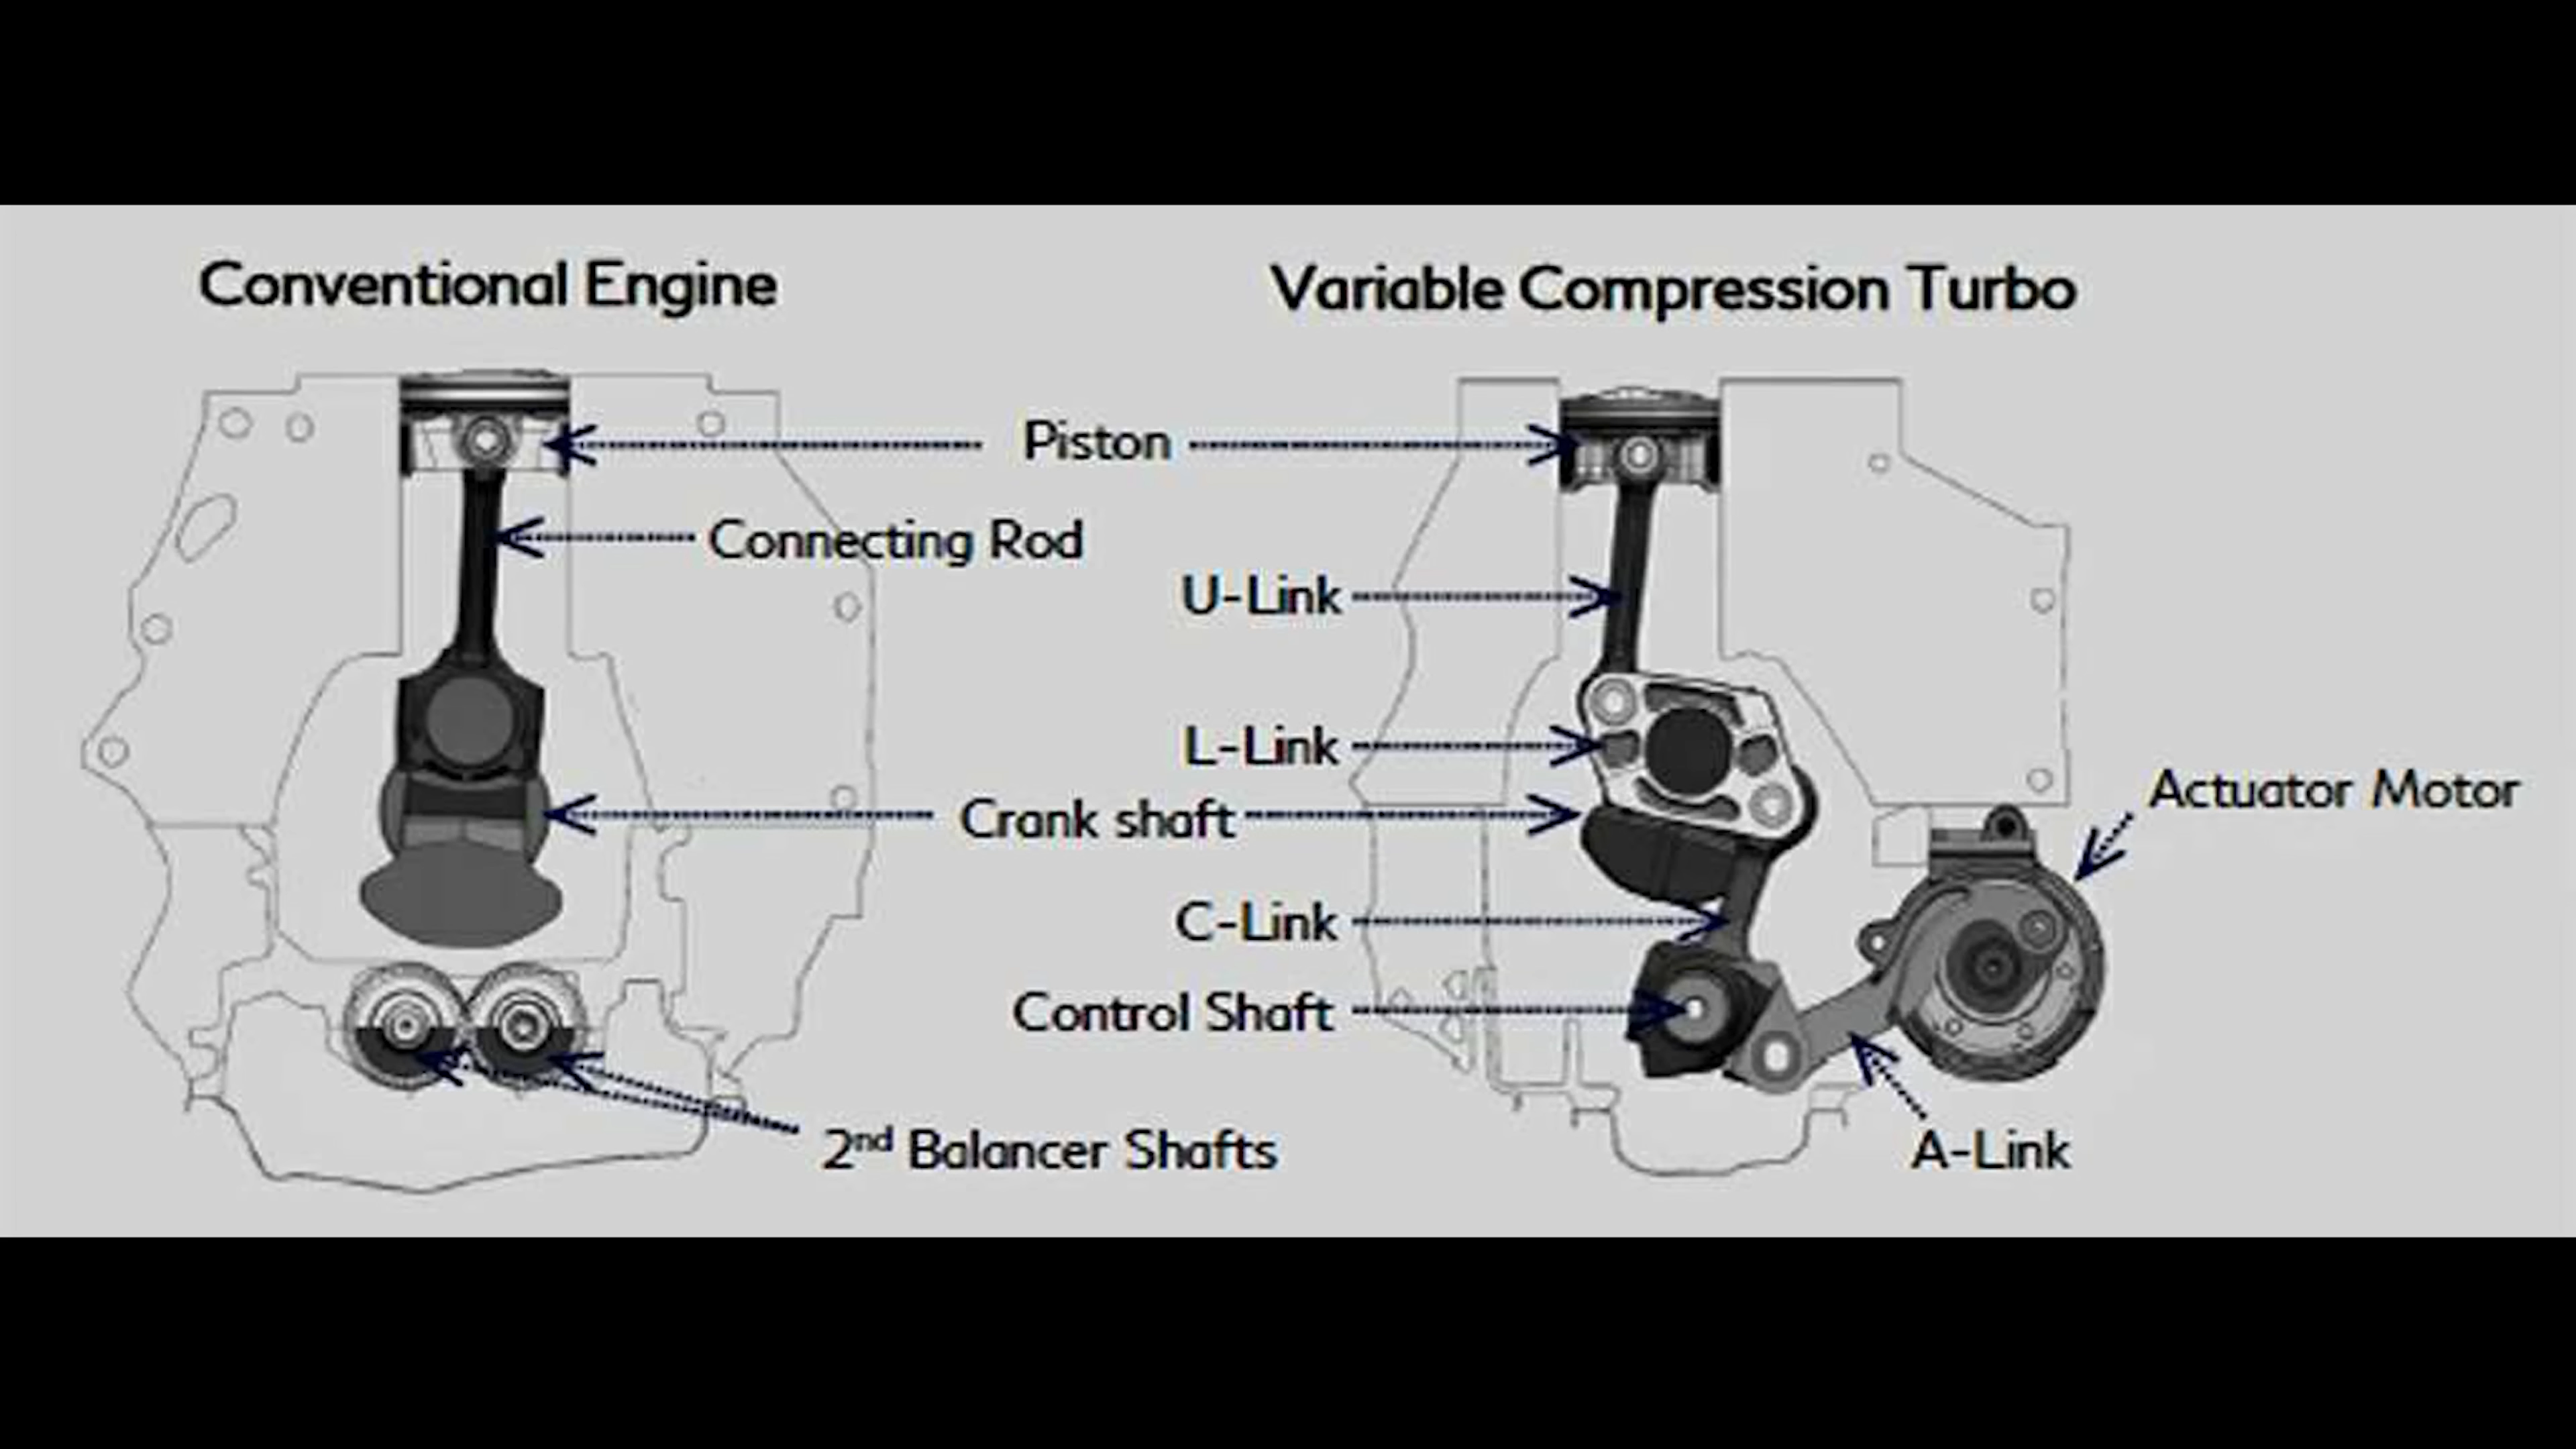 Conventional Engine
Variable Compression Turbo
Piston
Connecting Rod
U-Link
L-Link
Actuator Motor
Crank shaft
C-Link
Control Shaft
2nd Balancer Shafts
A-Link